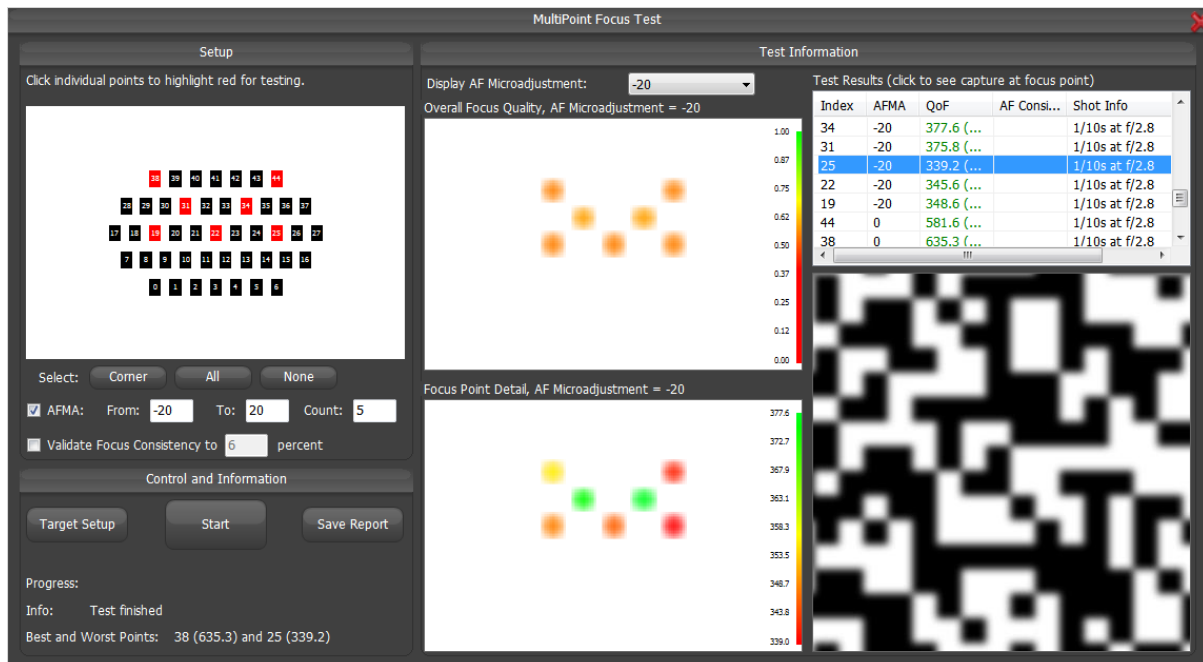 MultiPoint Focus Test
Setup
Click individual points to highlight red for testing.
38 39 40 41 42 43 44
28 29 30 31 32 33 34 35 36 37
17 18 19 20 21 22 23 24 25 26 27
7 8 9 10 11 12 13 14 15 16
0 1 2 3 4 5 6
Select: Corner All None
AFMA: From: -20 To: 20 Count: 5
Validate Focus Consistency to 6 percent
Control and Information
Target Setup Start Save Report
Progress:
Info: Test finished
Best and Worst Points: 38 (635.3) and 25 (339.2)
Test Information
Display AF Microadjustment: -20
Overall Focus Quality, AF Microadjustment = -20
1.00
0.87
0.75
0.62
0.50
0.37
0.25
0.12
0.00
Focus Point Detail, AF Microadjustment = -20
377.6
372.7
367.9
363.1
358.3
353.5
348.7
343.8
339.0
Test Results (click to see capture at focus point)
Index AFMA QoF AF Consi... Shot Info
34 -20 377.6 (... 1/10s at f/2.8
31 -20 375.8 (... 1/10s at f/2.8
25 -20 339.2 (... 1/10s at f/2.8
22 -20 345.6 (... 1/10s at f/2.8
19 -20 348.6 (... 1/10s at f/2.8
44 0 581.6 (... 1/10s at f/2.8
38 0 635.3 (... 1/10s at f/2.8